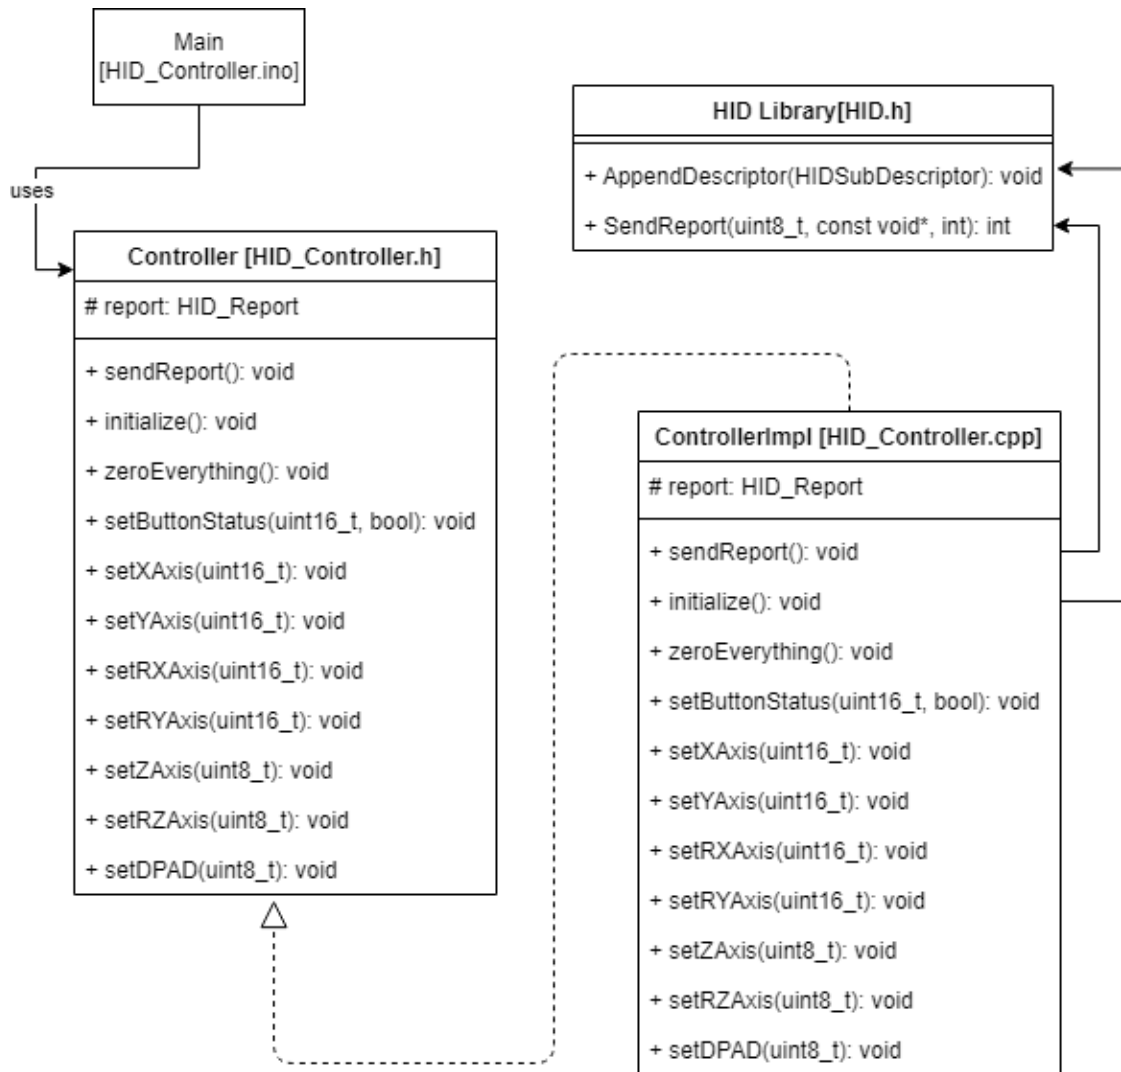 Main
[HID_Controller.ino]
uses
Controller [HID_Controller.h]
# report: HID_Report
+ sendReport(): void
+ initialize(): void
+ zeroEverything(): void
+ setButtonStatus(uint16_t, bool): void
+ setXAxis(uint16_t): void
+ setYAxis(uint16_t): void
+ setRXAxis(uint16_t): void
+ setRYAxis(uint16_t): void
+ setZAxis(uint8_t): void
+ setRZAxis(uint8_t): void
+ setDPAD(uint8_t): void
HID Library[HID.h]
+ AppendDescriptor(HIDSubDescriptor): void
+ SendReport(uint8_t, const void*, int): int
ControllerImpl [HID_Controller.cpp]
# report: HID_Report
+ sendReport(): void
+ initialize(): void
+ zeroEverything(): void
+ setButtonStatus(uint16_t, bool): void
+ setXAxis(uint16_t): void
+ setYAxis(uint16_t): void
+ setRXAxis(uint16_t): void
+ setRYAxis(uint16_t): void
+ setZAxis(uint8_t): void
+ setRZAxis(uint8_t): void
+ setDPAD(uint8_t): void